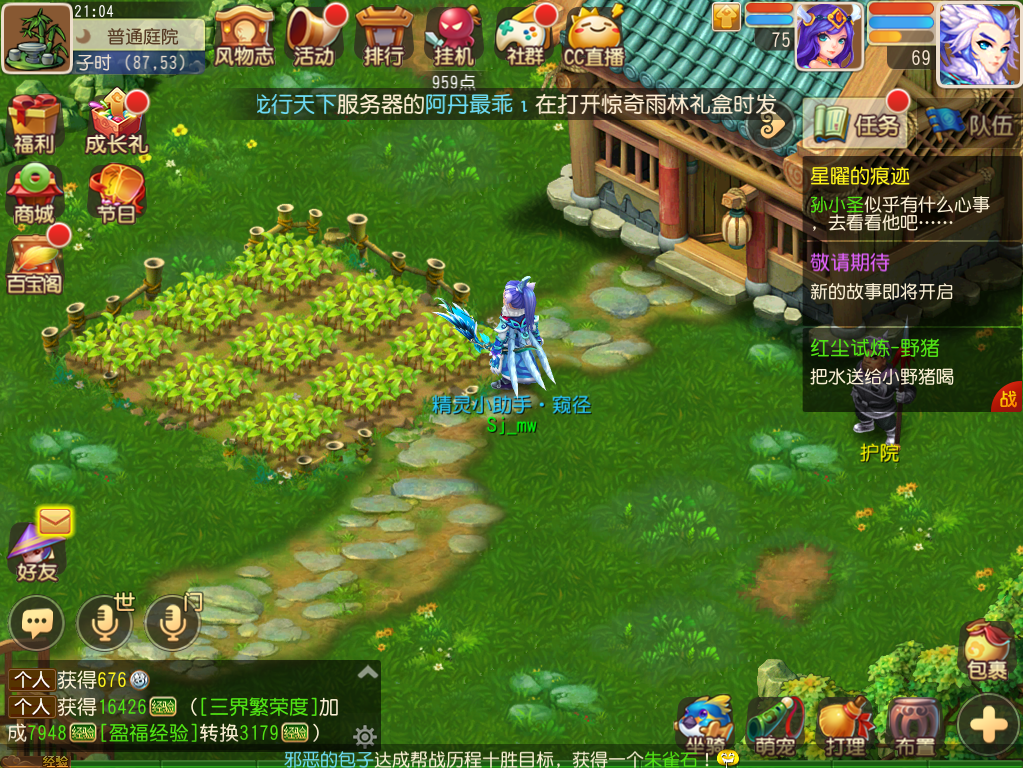 21:04
普通庭院
子时 (87,53)
风物志
活动
排行
挂机
959点
社群
CC直播
75
69
龙行天下服务器的阿丹最乖ι在打开惊奇雨林礼盒时发
福利
成长礼
商城
节日
百宝阁
任务
队伍
星曜的痕迹
孙小圣似乎有什么心事
，去看看他吧……
敬请期待
新的故事即将开启
红尘试炼-野猪
把水送给小野猪喝
战
精灵小助手·窥径
Sj_mw
护院
好友
世
门
个人 获得676
个人 获得16426经验 （[三界繁荣度]加
成7948经验[盈福经验]转换3179经验）
包裹
坐骑
萌宠
打理
布置
经验
邪恶的包子达成帮战历程十胜目标，获得一个朱雀石！